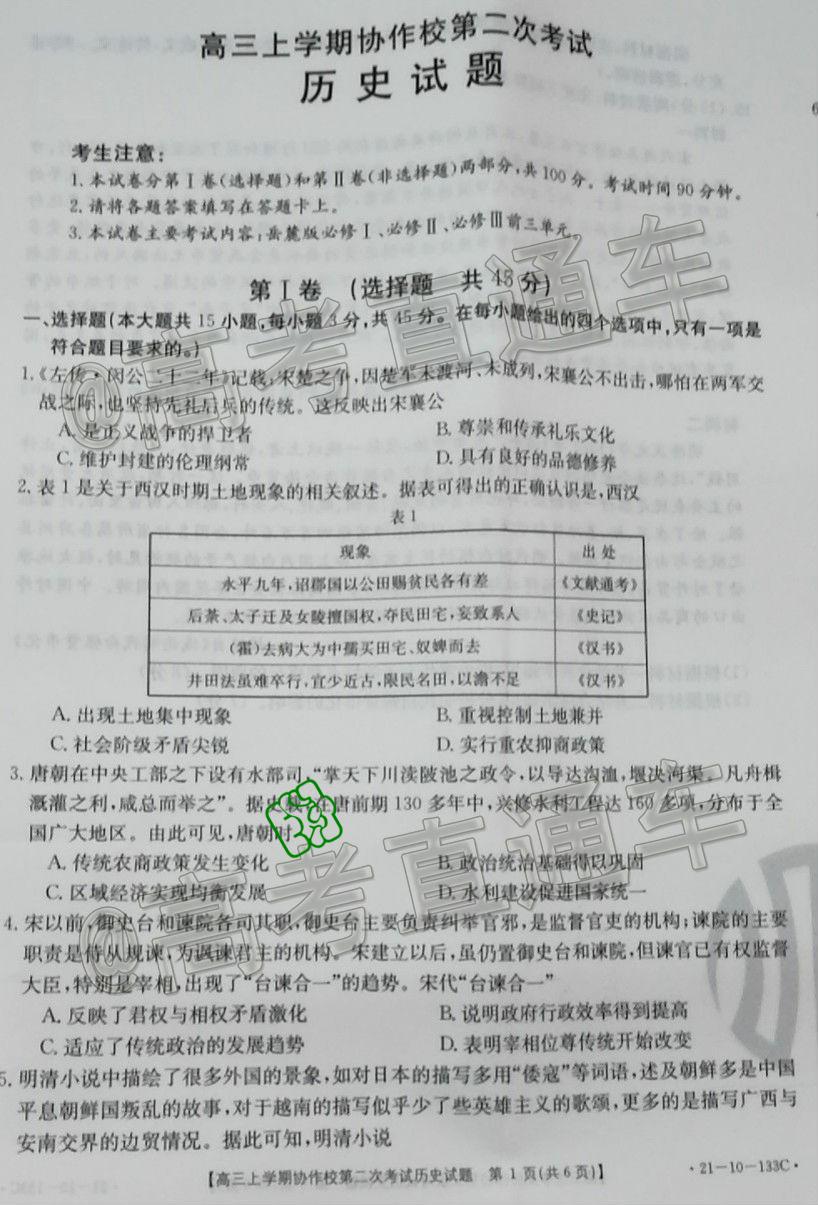 高三上学期协作校第二次考试
历史试题
考生注意:
1.本试卷分第Ⅰ卷(选择题)和第Ⅱ卷(非选择题)两部分,共100分。考试时间90分钟。
2.请将各题答案填写在答题卡上。
3.本试卷主要考试内容:岳麓版必修Ⅰ、必修Ⅱ、必修Ⅲ前三单元。
第Ⅰ卷 (选择题 共45分)
一、选择题(本大题共15小题,每小题3分,共45分。在每小题给出的四个选项中,只有一项是
符合题目要求的。)
1.《左传·闵公二十二年》记载:宋楚之争,因楚军未渡河、未成列,宋襄公不出击,哪怕在两军交
战之际,也坚持先礼后兵的传统。这反映出宋襄公
A.是正义战争的捍卫者 B.尊崇和传承礼乐文化
C.维护封建的伦理纲常 D.具有良好的品德修养
2.表1是关于西汉时期土地现象的相关叙述。据表可得出的正确认识是,西汉
表1
现象 出处
永平九年,诏郡国以公田赐贫民各有差 《文献通考》
后荼、太子迁及女陵擅国权,夺民田宅,妄致系人 《史记》
(霍)去病大为中孺买田宅、奴婢而去 《汉书》
井田法虽难卒行,宜少近古,限民名田,以澹不足 《汉书》
A.出现土地集中现象 B.重视控制土地兼并
C.社会阶级矛盾尖锐 D.实行重农抑商政策
3.唐朝在中央工部之下设有水部司,“掌天下川渎陂池之政令,以导达沟洫,堰决河渠。凡舟楫
溉灌之利,咸总而举之”。据史载,在唐前期130多年中,兴修水利工程达160多项,分布于全
国广大地区。由此可见,唐朝时
A.传统农商政策发生变化 B.政治统治基础得以巩固
C.区域经济实现均衡发展 D.水利建设促进国家统一
4.宋以前,御史台和谏院各司其职,御史台主要负责纠举官邪,是监督官吏的机构;谏院的主要
职责是侍从规谏,为讽谏君主的机构。宋建立以后,虽仍置御史台和谏院,但谏官已有权监督
大臣,特别是宰相,出现了“台谏合一”的趋势。宋代“台谏合一”
A.反映了君权与相权矛盾激化 B.说明政府行政效率得到提高
C.适应了传统政治的发展趋势 D.表明宰相位尊传统开始改变
5.明清小说中描绘了很多外国的景象,如对日本的描写多用“倭寇”等词语,述及朝鲜多是中国
平息朝鲜国叛乱的故事,对于越南的描写似乎少了些英雄主义的歌颂,更多的是描写广西与
安南交界的边贸情况。据此可知,明清小说
【高三上学期协作校第二次考试历史试题 第1页(共6页)】 ·21-10-133C·
@高考直通车
@高考直通车